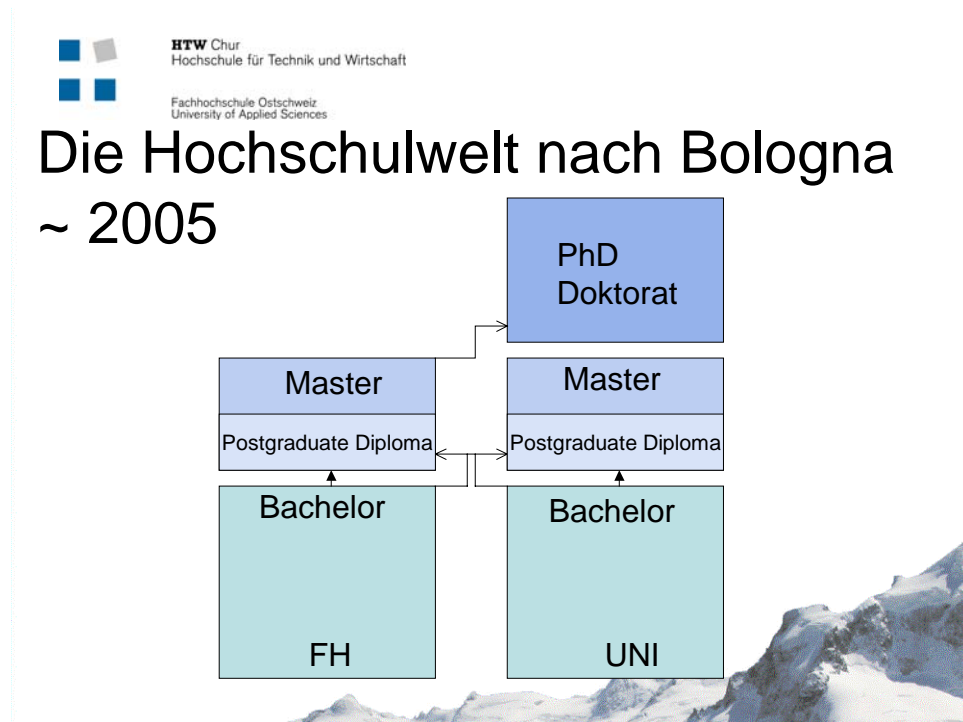 HTW Chur
Hochschule für Technik und Wirtschaft
Fachhochschule Ostschweiz
University of Applied Sciences
Die Hochschulwelt nach Bologna
~ 2005
PhD
Doktorat
Master
Master
Postgraduate Diploma
Postgraduate Diploma
Bachelor
Bachelor
FH
UNI